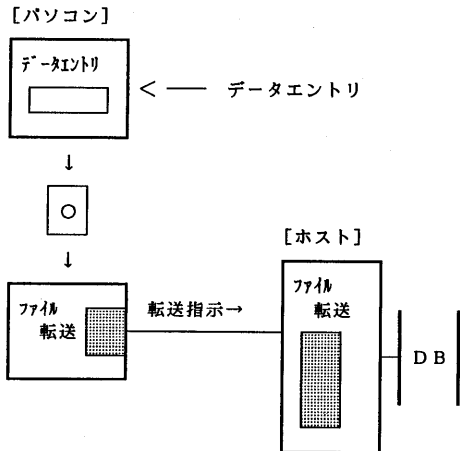 [パソコン]
ﾃﾞｰﾀｴﾝﾄﾘ
< ── データエントリ
↓
↓
[ホスト]
ﾌｧｲﾙ
転送
転送指示→
ﾌｧｲﾙ
転送
DB